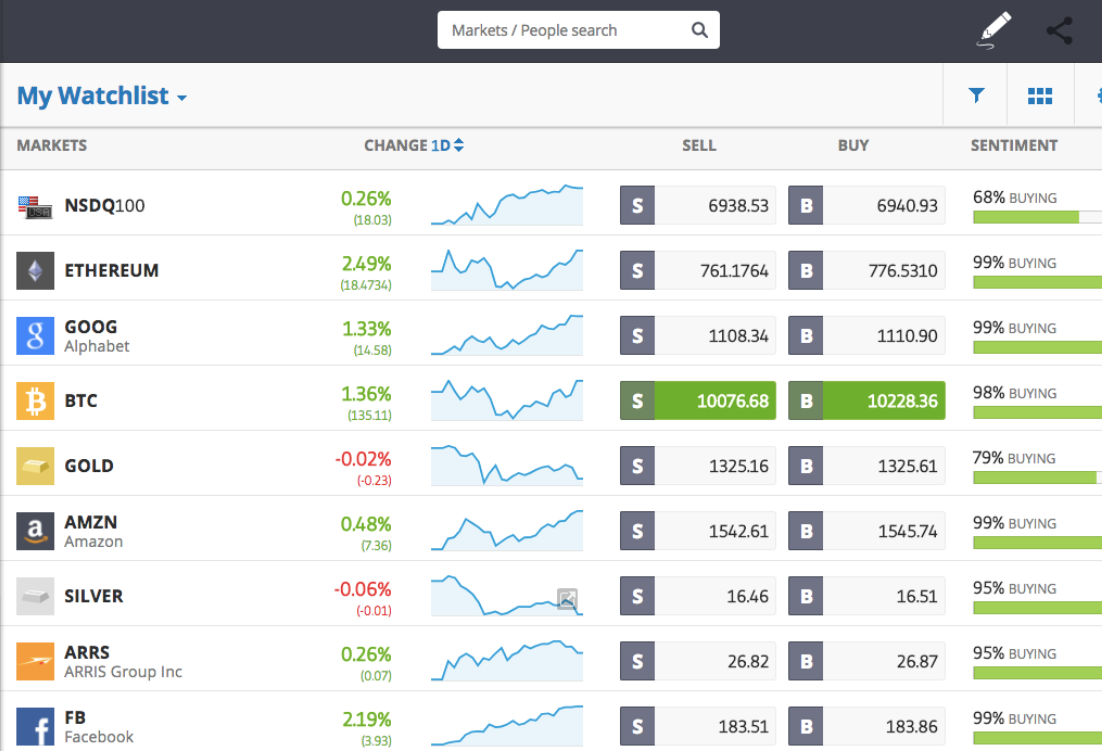 Markets / People search
My Watchlist
MARKETS CHANGE 1D SELL BUY SENTIMENT
NSDQ100 0.26% (18.03) S 6938.53 B 6940.93 68% BUYING
ETHEREUM 2.49% (18.4734) S 761.1764 B 776.5310 99% BUYING
GOOG Alphabet 1.33% (14.58) S 1108.34 B 1110.90 99% BUYING
BTC 1.36% (135.11) S 10076.68 B 10228.36 98% BUYING
GOLD -0.02% (-0.23) S 1325.16 B 1325.61 79% BUYING
AMZN Amazon 0.48% (7.36) S 1542.61 B 1545.74 99% BUYING
SILVER -0.06% (-0.01) S 16.46 B 16.51 95% BUYING
ARRS ARRIS Group Inc 0.26% (0.07) S 26.82 B 26.87 95% BUYING
FB Facebook 2.19% (3.93) S 183.51 B 183.86 99% BUYING